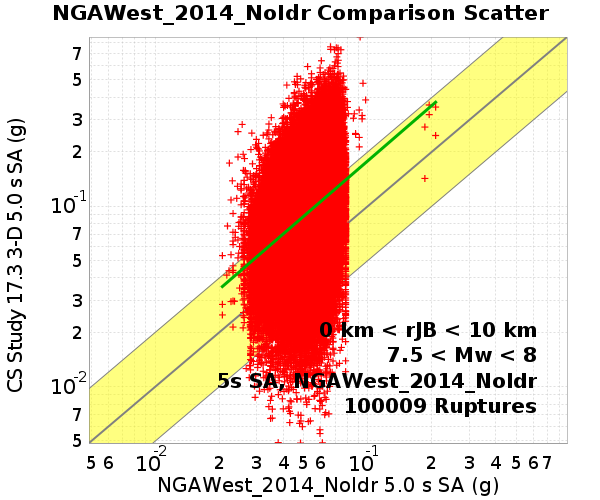 NGAWest_2014_NoIdr Comparison Scatter
CS Study 17.3 3-D 5.0 s SA (g)
7
5
3
2
10^-1
7
5
3
2
10^-2
7
5
0 km < rJB < 10 km
7.5 < Mw < 8
5s SA, NGAWest_2014_NoIdr
100009 Ruptures
5 6 10^-2 2 3 4 5 6 10^-1 2 3 4 5 6 7
NGAWest_2014_NoIdr 5.0 s SA (g)